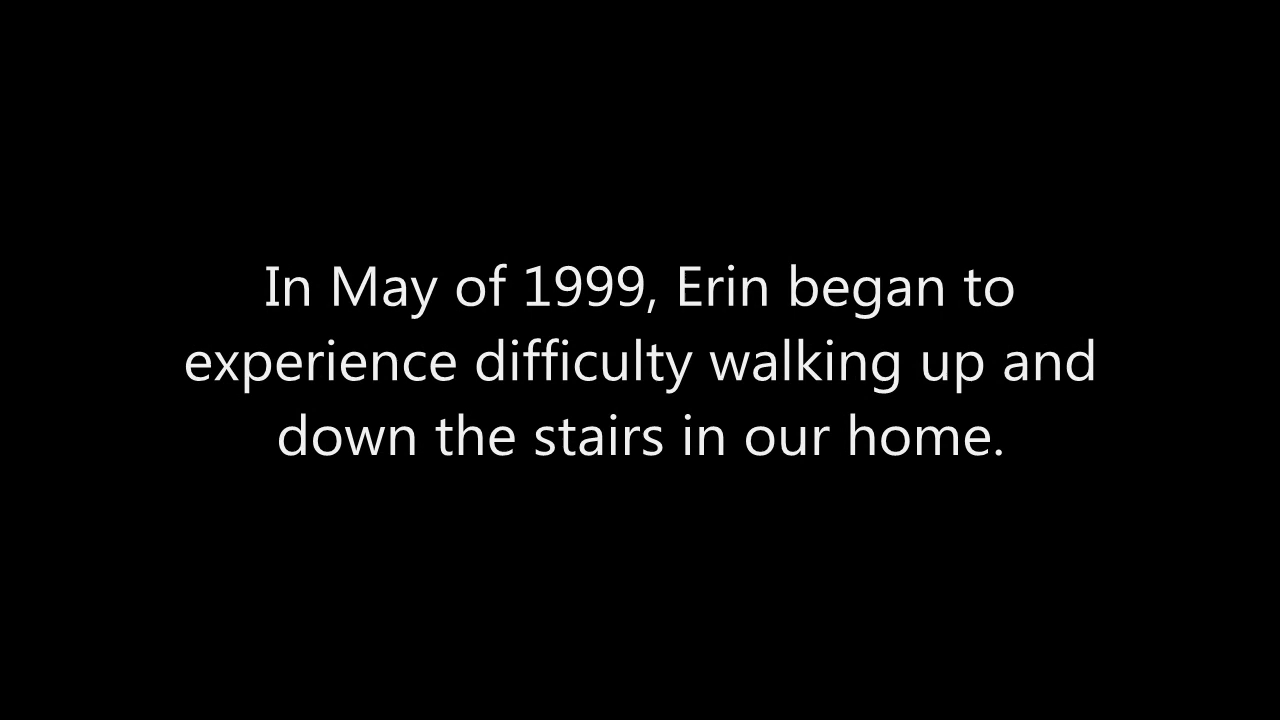 In May of 1999, Erin began to
experience difficulty walking up and
down the stairs in our home.